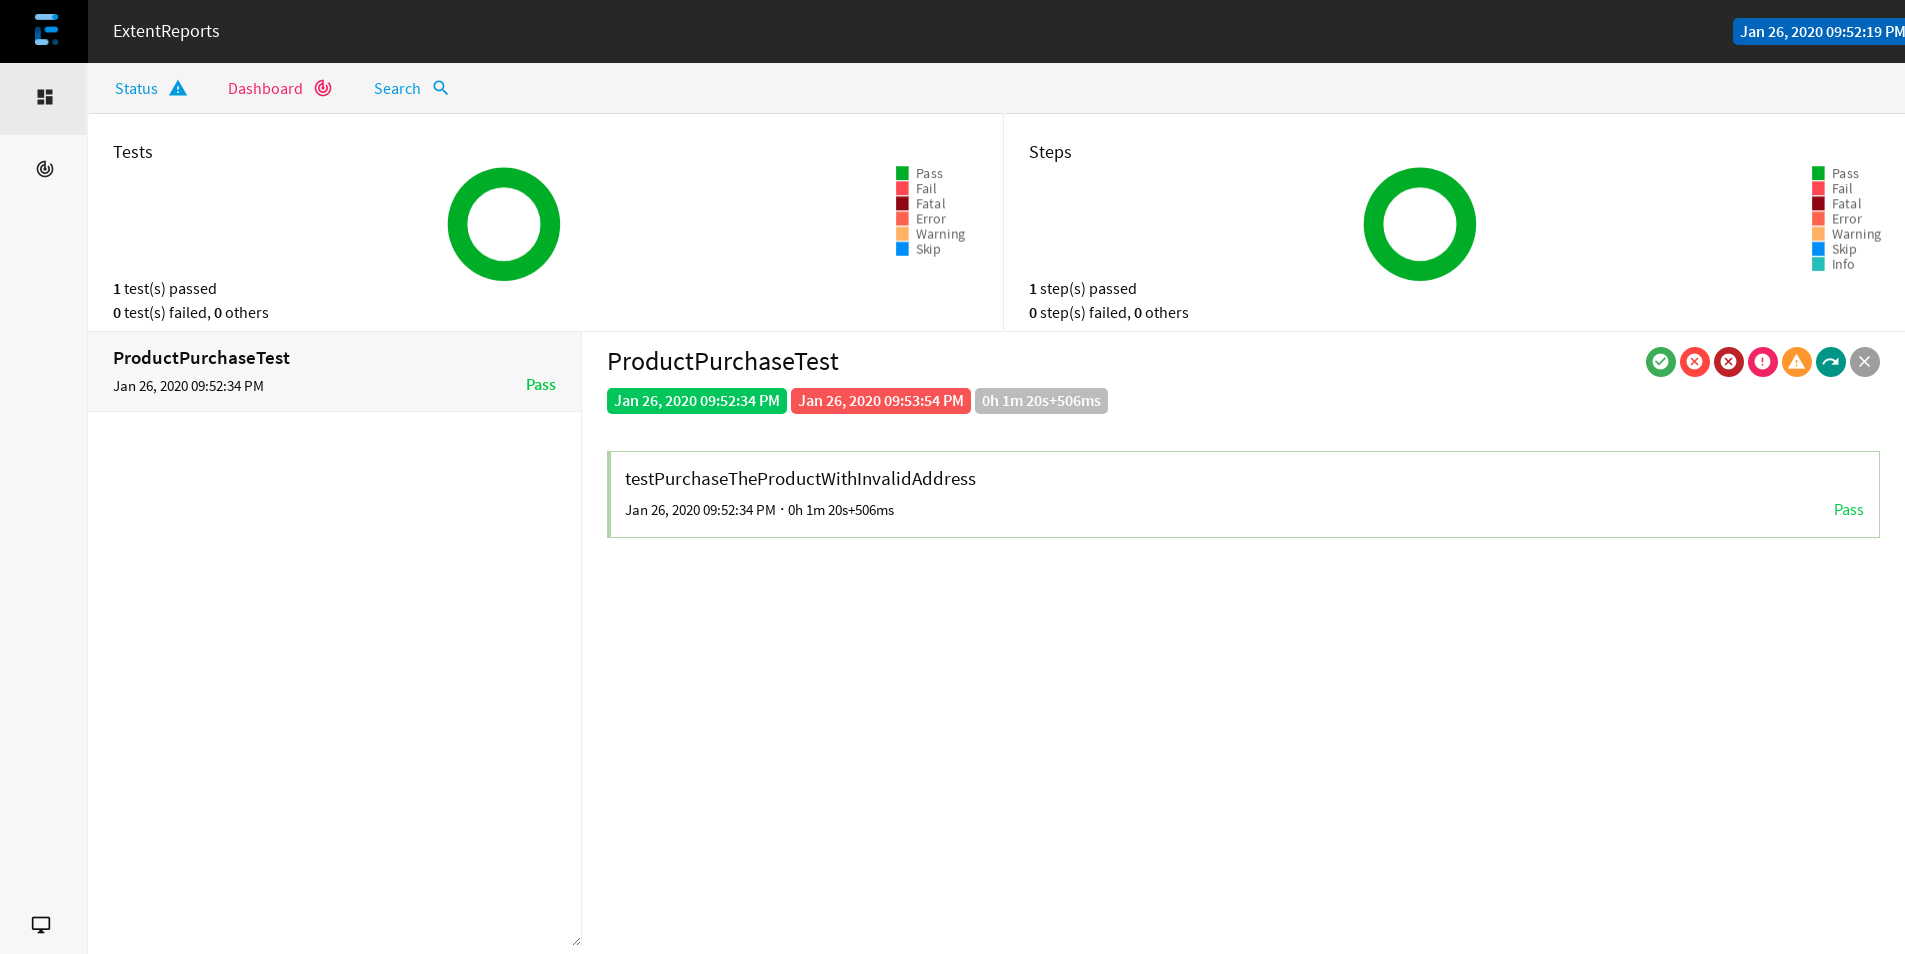 ExtentReports
Jan 26, 2020 09:52:19 PM
Status
Dashboard
Search
Tests
Pass
Fail
Fatal
Error
Warning
Skip
1 test(s) passed
0 test(s) failed, 0 others
Steps
Pass
Fail
Fatal
Error
Warning
Skip
Info
1 step(s) passed
0 step(s) failed, 0 others
ProductPurchaseTest
Jan 26, 2020 09:52:34 PM
Pass
ProductPurchaseTest
Jan 26, 2020 09:52:34 PM Jan 26, 2020 09:53:54 PM 0h 1m 20s+506ms
testPurchaseTheProductWithInvalidAddress
Jan 26, 2020 09:52:34 PM · 0h 1m 20s+506ms
Pass